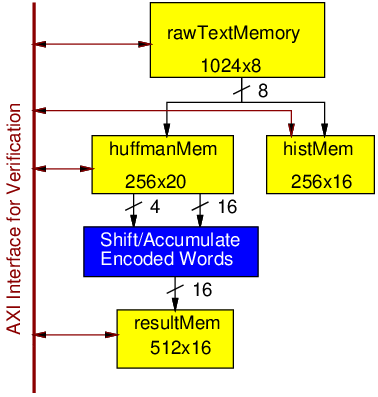 rawTextMemory
1024x8
8
huffmanMem
256x20
histMem
256x16
4
16
Shift/Accumulate
Encoded Words
16
resultMem
512x16
AXI Interface for Verification